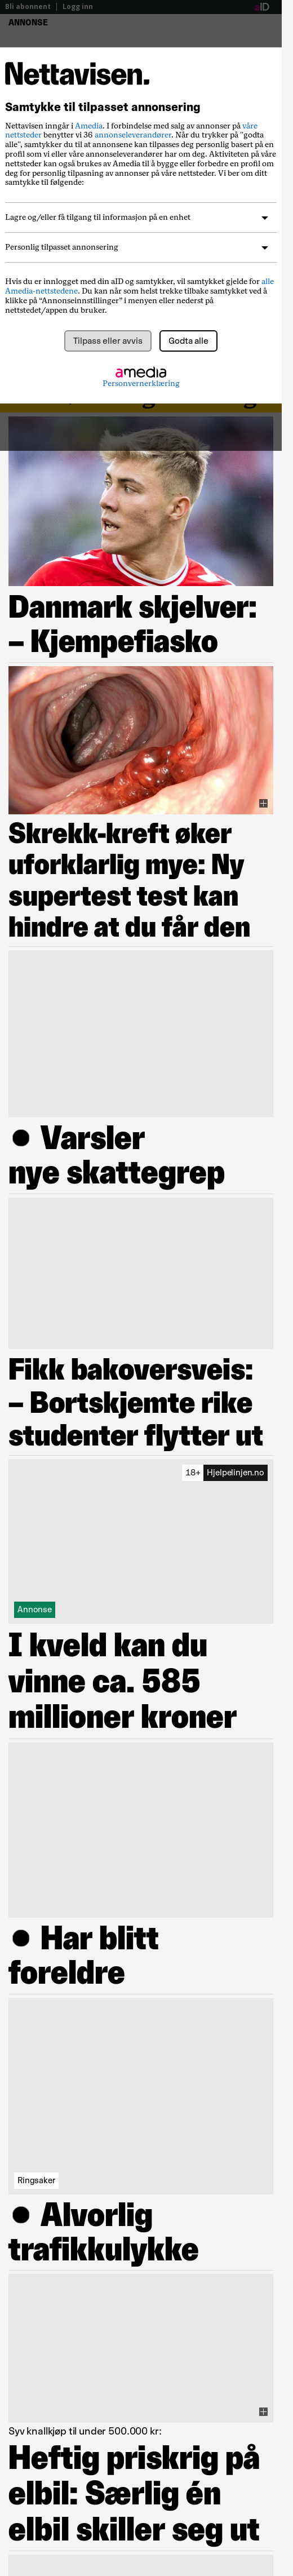 Bli abonnent | Logg inn
aID
ANNONSE
Nettavisen.
Samtykke til tilpasset annonsering
Nettavisen inngår i Amedia. I forbindelse med salg av annonser på våre
nettsteder benytter vi 36 annonseleverandører. Når du trykker på "godta
alle", samtykker du til at annonsene kan tilpasses deg personlig basert på en
profil som vi eller våre annonseleverandører har om deg. Aktiviteten på våre
nettsteder kan også brukes av Amedia til å bygge eller forbedre en profil om
deg for personlig tilpasning av annonser på våre nettsteder. Vi ber om ditt
samtykke til følgende:
Lagre og/eller få tilgang til informasjon på en enhet
Personlig tilpasset annonsering
Hvis du er innlogget med din aID og samtykker, vil samtykket gjelde for alle
Amedia-nettstedene. Du kan når som helst trekke tilbake samtykket ved å
klikke på “Annonseinnstillinger” i menyen eller nederst på
nettstedet/appen du bruker.
Tilpass eller avvis
Godta alle
amedia
Personvernerklæring
Danmark skjelver:
– Kjempefiasko
Skrekk-kreft øker
uforklarlig mye: Ny
supertest test kan
hindre at du får den
Varsler
nye skattegrep
Fikk bakoversveis:
– Bortskjemte rike
studenter flytter ut
18+ Hjelpelinjen.no
Annonse
I kveld kan du
vinne ca. 585
millioner kroner
Har blitt
foreldre
Ringsaker
Alvorlig
trafikkulykke
Syv knallkjøp til under 500.000 kr:
Heftig priskrig på
elbil: Særlig én
elbil skiller seg ut